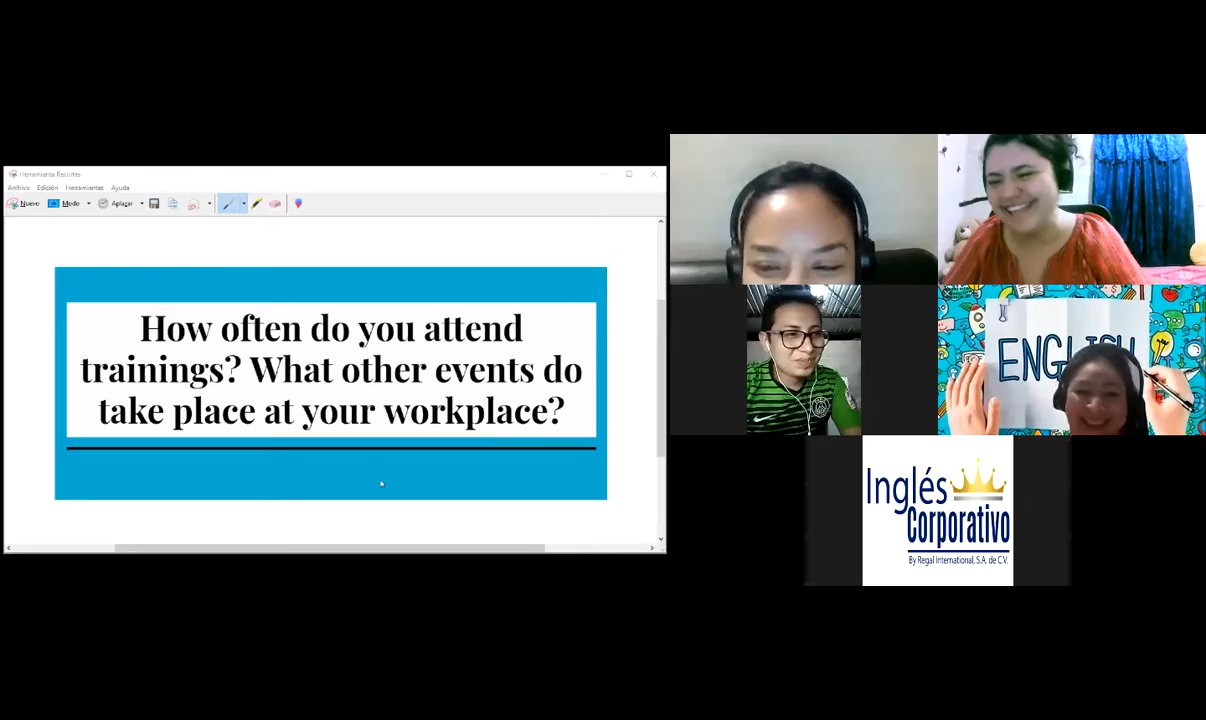 Herramienta Recortes
Archivo Edición Herramientas Ayuda
Nuevo Modo Aplazar
How often do you attend
trainings? What other events do
take place at your workplace?
ENGLISH
Inglés
Corporativo
By Regal International, S.A. de C.V.